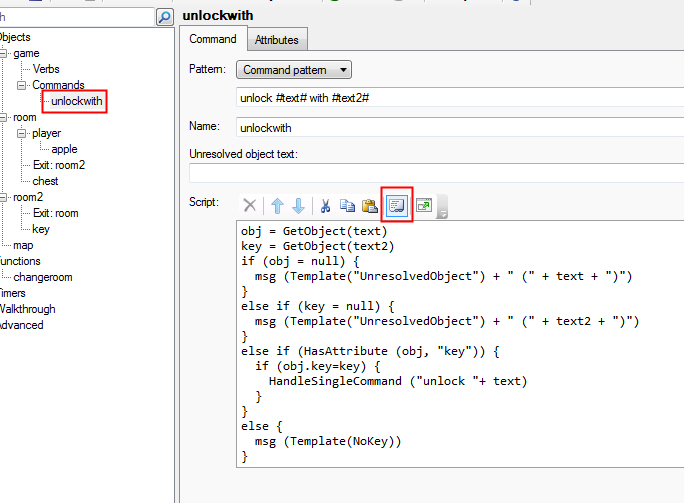 unlockwith
h
Objects
game
Verbs
Commands
unlockwith
room
player
apple
Exit: room2
chest
room2
Exit: room
key
map
unctions
changeroom
Timers
Walkthrough
Advanced
Command
Attributes
Pattern:
Command pattern
unlock #text# with #text2#
Name:
unlockwith
Unresolved object text:
Script:
obj = GetObject(text)
key = GetObject(text2)
if (obj = null) {
msg (Template("UnresolvedObject") + " (" + text + ")")
}
else if (key = null) {
msg (Template("UnresolvedObject") + " (" + text2 + ")")
}
else if (HasAttribute (obj, "key")) {
if (obj.key=key) {
HandleSingleCommand ("unlock "+ text)
}
}
else {
msg (Template(NoKey))
}